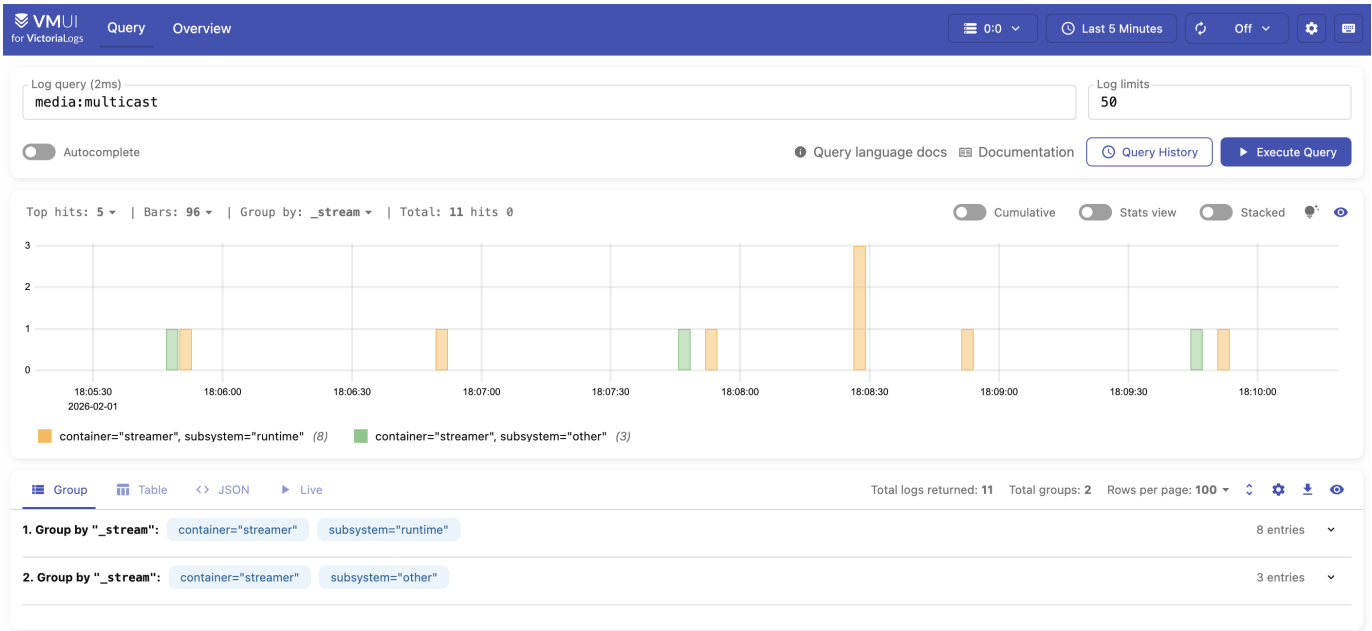 VMUI
for VictoriaLogs
Query Overview
0:0 Last 5 Minutes Off
Log query (2ms)
media:multicast
Log limits
50
Autocomplete
Query language docs Documentation Query History Execute Query
Top hits: 5 | Bars: 96 | Group by: _stream | Total: 11 hits 0
Cumulative Stats view Stacked
3
2
1
0
18:05:30 18:06:00 18:06:30 18:07:00 18:07:30 18:08:00 18:08:30 18:09:00 18:09:30 18:10:00
2026-02-01
container="streamer", subsystem="runtime" (8) container="streamer", subsystem="other" (3)
Group Table JSON Live
Total logs returned: 11 Total groups: 2 Rows per page: 100
1. Group by "_stream": container="streamer" subsystem="runtime" 8 entries
2. Group by "_stream": container="streamer" subsystem="other" 3 entries